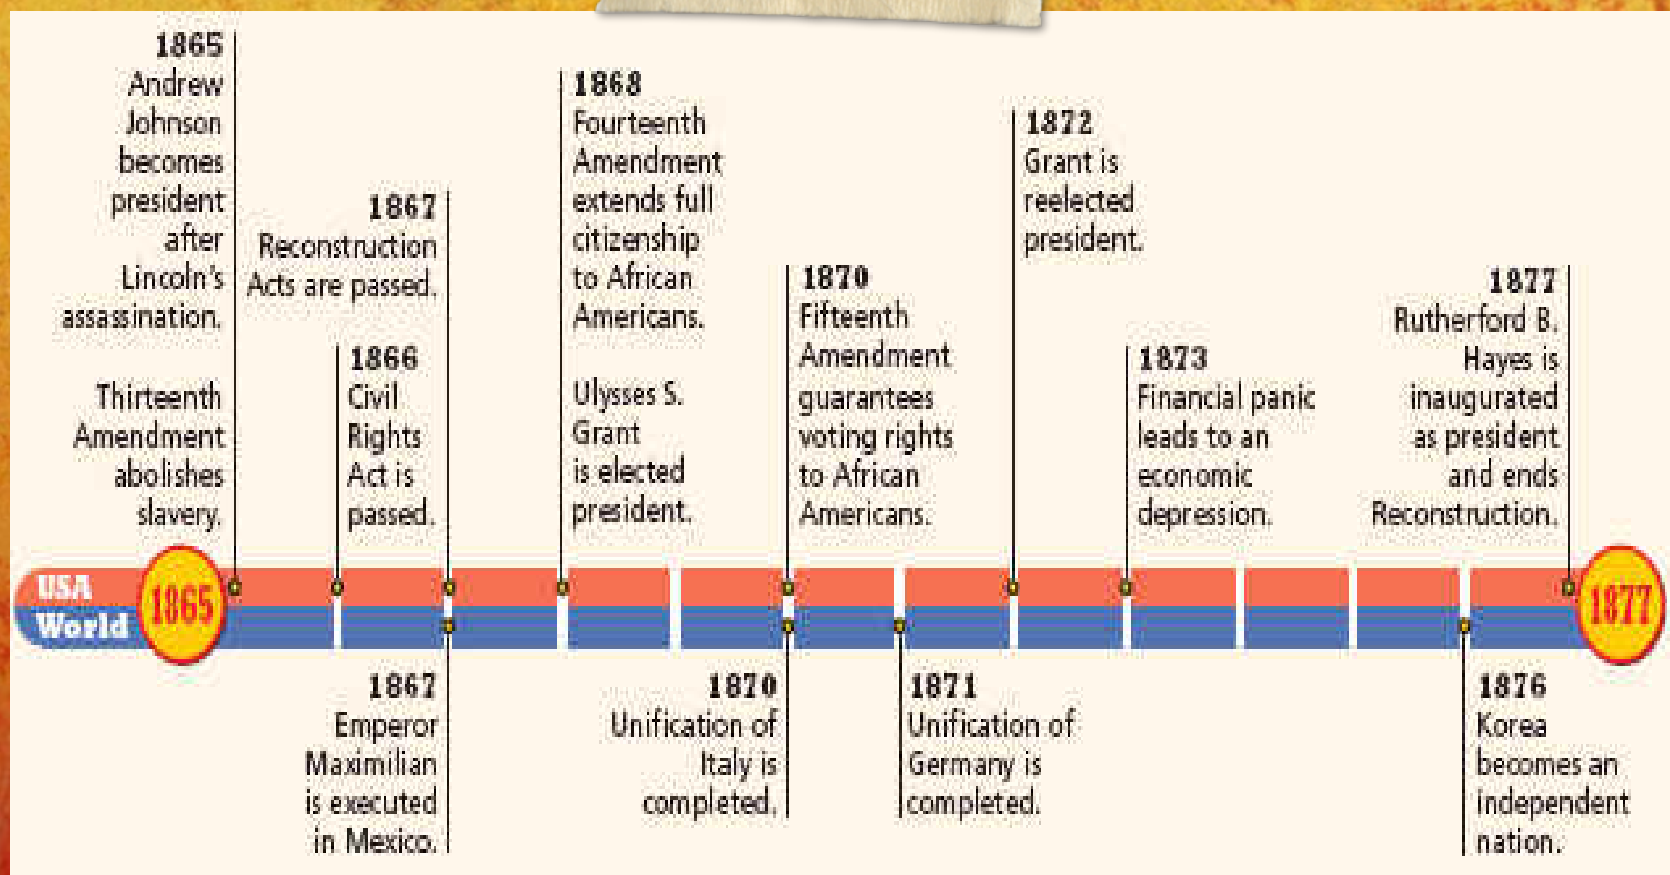 1865
Andrew
Johnson
becomes
president
after
Lincoln's
assassination.
Thirteenth
Amendment
abolishes
slavery.
1866
Civil
Rights
Act is
passed.
1867
Reconstruction
Acts are passed.
1868
Fourteenth
Amendment
extends full
citizenship
to African
Americans.
Ulysses S.
Grant
is elected
president.
1870
Fifteenth
Amendment
guarantees
voting rights
to African
Americans.
1872
Grant is
reelected
president.
1873
Financial panic
leads to an
economic
depression.
1877
Rutherford B.
Hayes is
inaugurated
as president
and ends
Reconstruction.
USA
World
1865
1877
1867
Emperor
Maximilian
is executed
in Mexico.
1870
Unification of
Italy is
completed.
1871
Unification of
Germany is
completed.
1876
Korea
becomes an
independent
nation.